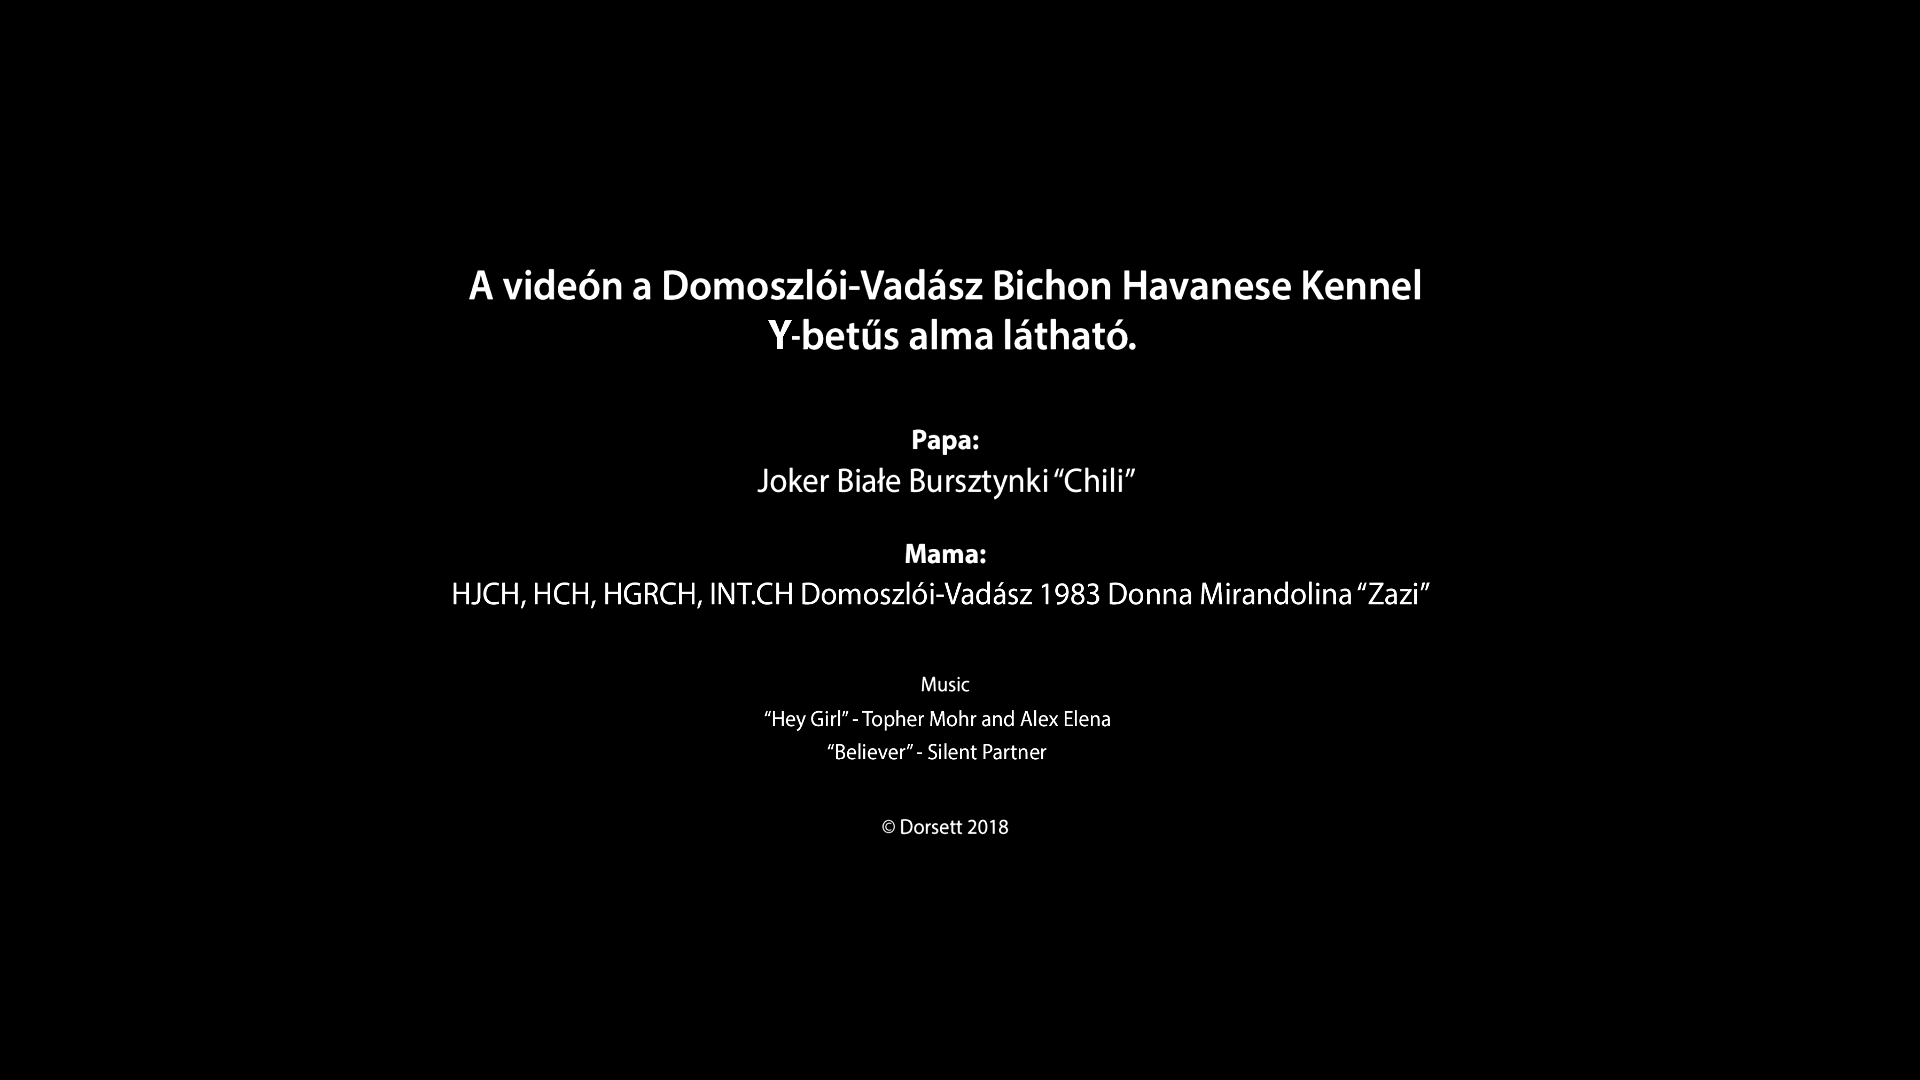 A videón a Domoszlói-Vadász Bichon Havanese Kennel
Y-betűs alma látható.
Papa:
Joker Białe Bursztynki “Chili”
Mama:
HJCH, HCH, HGRCH, INT.CH Domoszlói-Vadász 1983 Donna Mirandolina “Zazi”
Music
“Hey Girl” - Topher Mohr and Alex Elena
“Believer” - Silent Partner
© Dorsett 2018